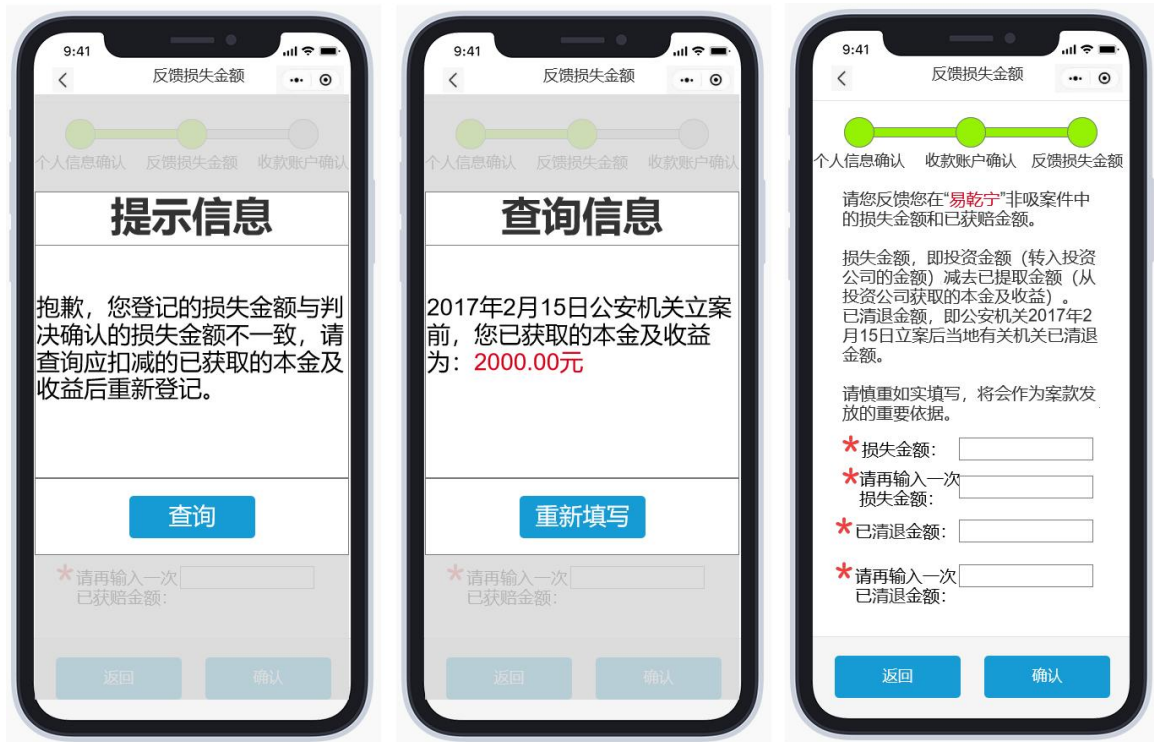 9:41
反馈损失金额
个人信息确认 反馈损失金额 收款账户确认
提示信息
抱歉，您登记的损失金额与判
决确认的损失金额不一致，请
查询应扣减的已获取的本金及
收益后重新登记。
查询
*请再输入一次
已获赔金额：
返回 确认
9:41
反馈损失金额
个人信息确认 反馈损失金额 收款账户确认
查询信息
2017年2月15日公安机关立案
前，您已获取的本金及收益
为：2000.00元
重新填写
*请再输入一次
已获赔金额：
返回 确认
9:41
反馈损失金额
个人信息确认 收款账户确认 反馈损失金额
请您反馈您在“易乾宁”非吸案件中
的损失金额和已获赔金额。
损失金额，即投资金额（转入投资
公司的金额）减去已提取金额（从
投资公司获取的本金及收益）。
已清退金额，即公安机关2017年2
月15日立案后当地有关机关已清退
金额。
请慎重如实填写，将会作为案款发
放的重要依据。
*损失金额：
*请再输入一次
损失金额：
*已清退金额：
*请再输入一次
已清退金额：
返回 确认